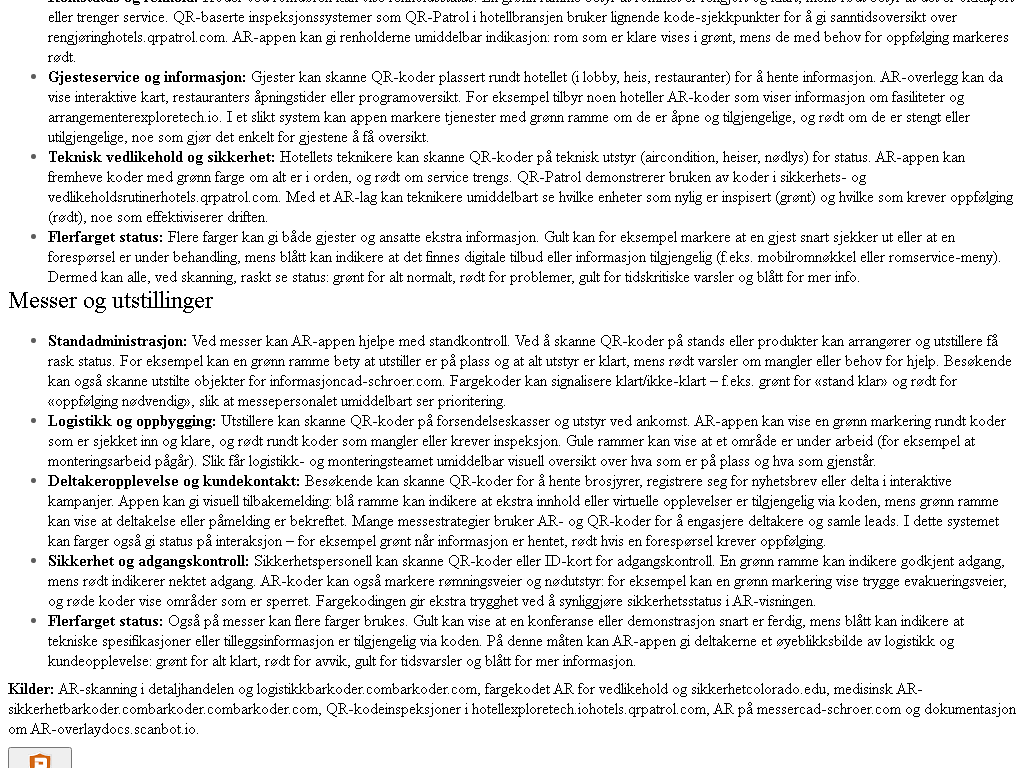 eller trenger service. QR-baserte inspeksjonssystemer som QR-Patrol i hotellbransjen bruker lignende kode-sjekkpunkter for å gi sanntidsoversikt over
rengjøringhotels.qrpatrol.com. AR-appen kan gi renholderne umiddelbar indikasjon: rom som er klare vises i grønt, mens de med behov for oppfølging markeres
rødt.
Gjesteservice og informasjon: Gjester kan skanne QR-koder plassert rundt hotellet (i lobby, heis, restauranter) for å hente informasjon. AR-overlegg kan da
vise interaktive kart, restauranters åpningstider eller programoversikt. For eksempel tilbyr noen hoteller AR-koder som viser informasjon om fasiliteter og
arrangementerexploretech.io. I et slikt system kan appen markere tjenester med grønn ramme om de er åpne og tilgjengelige, og rødt om de er stengt eller
utilgjengelige, noe som gjør det enkelt for gjestene å få oversikt.
Teknisk vedlikehold og sikkerhet: Hotellets teknikere kan skanne QR-koder på teknisk utstyr (aircondition, heiser, nødlys) for status. AR-appen kan
fremheve koder med grønn farge om alt er i orden, og rødt om service trengs. QR-Patrol demonstrerer bruken av koder i sikkerhets- og
vedlikeholdsrutinerhotels.qrpatrol.com. Med et AR-lag kan teknikere umiddelbart se hvilke enheter som nylig er inspisert (grønt) og hvilke som krever oppfølging
(rødt), noe som effektiviserer driften.
Flerfarget status: Flere farger kan gi både gjester og ansatte ekstra informasjon. Gult kan for eksempel markere at en gjest snart sjekker ut eller at en
forespørsel er under behandling, mens blått kan indikere at det finnes digitale tilbud eller informasjon tilgjengelig (f.eks. mobilromnøkkel eller romservice-meny).
Dermed kan alle, ved skanning, raskt se status: grønt for alt normalt, rødt for problemer, gult for tidskritiske varsler og blått for mer info.
Messer og utstillinger
Standadministrasjon: Ved messer kan AR-appen hjelpe med standkontroll. Ved å skanne QR-koder på stands eller produkter kan arrangører og utstillere få
rask status. For eksempel kan en grønn ramme bety at utstiller er på plass og at alt utstyr er klart, mens rødt varsler om mangler eller behov for hjelp. Besøkende
kan også skanne utstilte objekter for informasjoncad-schroer.com. Fargekoder kan signalisere klart/ikke-klart – f.eks. grønt for «stand klar» og rødt for
«oppfølging nødvendig», slik at messepersonalet umiddelbart ser prioritering.
Logistikk og oppbygging: Utstillere kan skanne QR-koder på forsendelseskasser og utstyr ved ankomst. AR-appen kan vise en grønn markering rundt koder
som er sjekket inn og klare, og rødt rundt koder som mangler eller krever inspeksjon. Gule rammer kan vise at et område er under arbeid (for eksempel at
monteringsarbeid pågår). Slik får logistikk- og monteringsteamet umiddelbar visuell oversikt over hva som er på plass og hva som gjenstår.
Deltakeropplevelse og kundekontakt: Besøkende kan skanne QR-koder for å hente brosjyrer, registrere seg for nyhetsbrev eller delta i interaktive
kampanjer. Appen kan gi visuell tilbakemelding: blå ramme kan indikere at ekstra innhold eller virtuelle opplevelser er tilgjengelig via koden, mens grønn ramme
kan vise at deltakelse eller påmelding er bekreftet. Mange messestrategier bruker AR- og QR-koder for å engasjere deltakere og samle leads. I dette systemet
kan farger også gi status på interaksjon – for eksempel grønt når informasjon er hentet, rødt hvis en forespørsel krever oppfølging.
Sikkerhet og adgangskontroll: Sikkerhetspersonell kan skanne QR-koder eller ID-kort for adgangskontroll. En grønn ramme kan indikere godkjent adgang,
mens rødt indikerer nektet adgang. AR-koder kan også markere rømningsveier og nødutstyr: for eksempel kan en grønn markering vise trygge evakueringsveier,
og røde koder vise områder som er sperret. Fargekodingen gir ekstra trygghet ved å synliggjøre sikkerhetsstatus i AR-visningen.
Flerfarget status: Også på messer kan flere farger brukes. Gult kan vise at en konferanse eller demonstrasjon snart er ferdig, mens blått kan indikere at
tekniske spesifikasjoner eller tilleggsinformasjon er tilgjengelig via koden. På denne måten kan AR-appen gi deltakerne et øyeblikksbilde av logistikk og
kundeopplevelse: grønt for alt klart, rødt for avvik, gult for tidsvarsler og blått for mer informasjon.
Kilder: AR-skanning i detaljhandelen og logistikkbarkoder.combarkoder.com, fargekodet AR for vedlikehold og sikkerhetcolorado.edu, medisinsk AR-
sikkerhetbarkoder.combarkoder.combarkoder.com, QR-kodeinspeksjoner i hotellexploretech.iohotels.qrpatrol.com, AR på messercad-schroer.com og dokumentasjon
om AR-overlaydocs.scanbot.io.